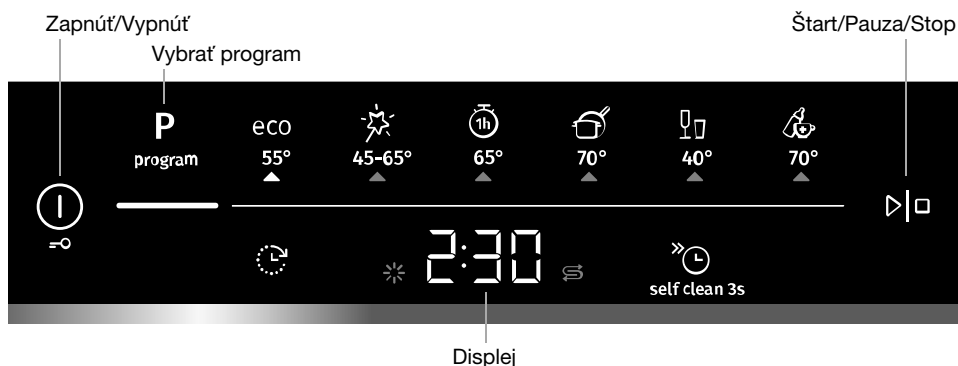 Zapnúť/Vypnúť
Štart/Pauza/Stop
Vybrať program
P
program
eco
55°
45-65°
1h
65°
70°
40°
70°
2:30
self clean 3s
Displej